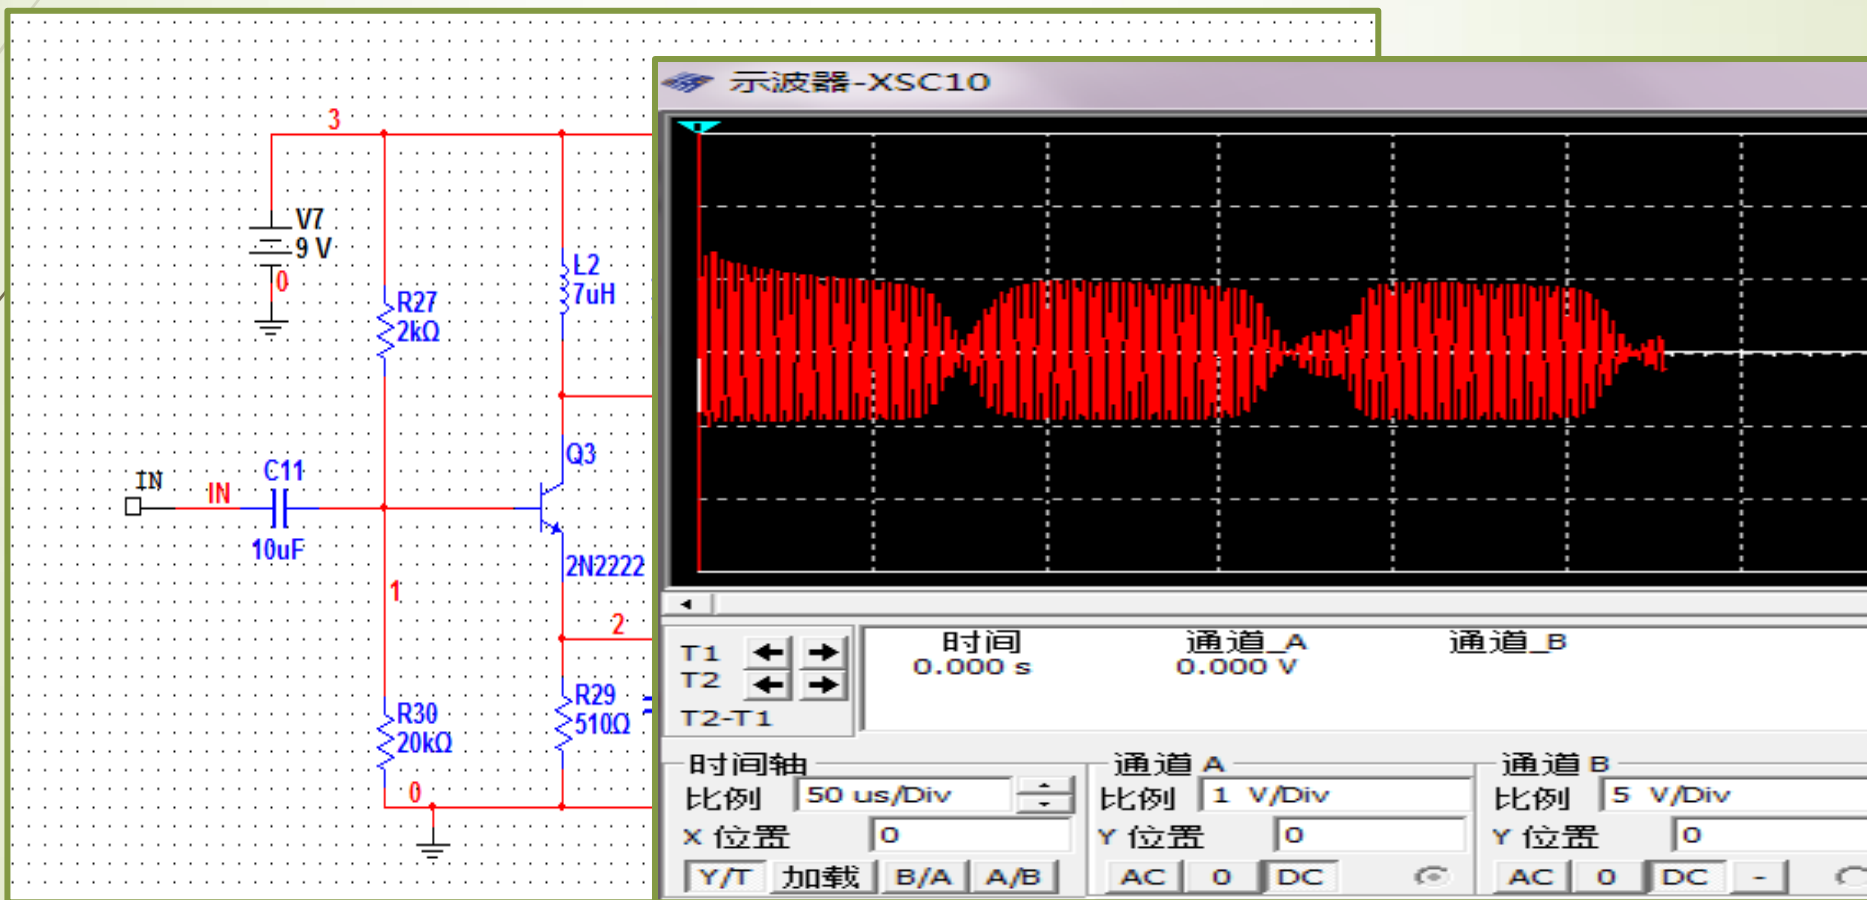 3
V7
9 V
0
R27
2kΩ
L2
7uH
IN
IN
C11
10uF
Q3
2N2222
1
2
R30
20kΩ
R29
510Ω
0
示波器-XSC10
时间 通道_A 通道_B
T1 0.000 s 0.000 V
T2
T2-T1
时间轴 通道 A 通道 B
比例 50 us/Div 比例 1 V/Div 比例 5 V/Div
X 位置 0 Y 位置 0 Y 位置 0
Y/T 加载 B/A A/B AC 0 DC AC 0 DC -